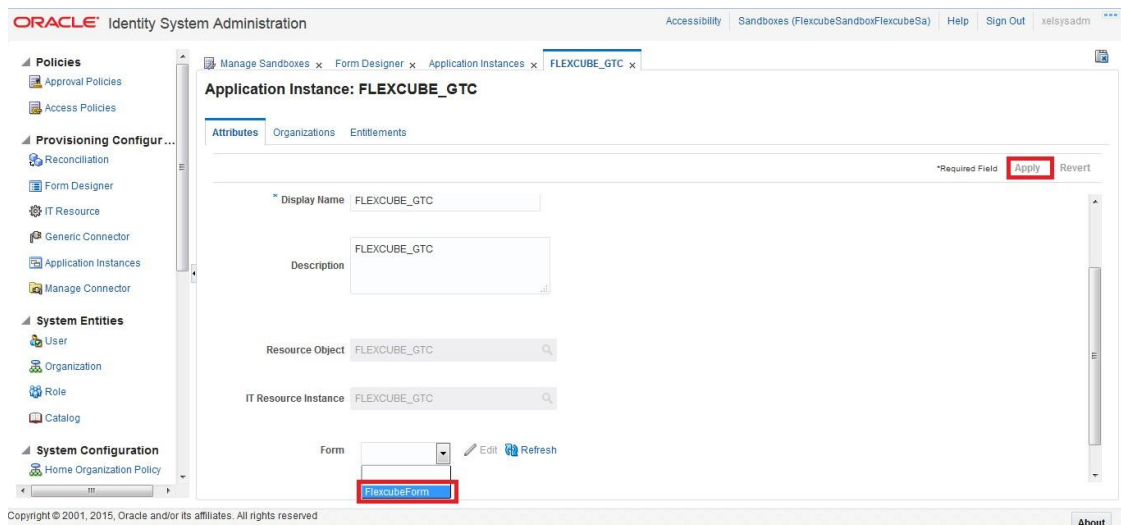 ORACLE® Identity System Administration
Accessibility Sandboxes (FlexcubeSandboxFlexcubeSa) Help Sign Out xelsysadm
Policies
Approval Policies
Access Policies
Provisioning Configur...
Reconciliation
Form Designer
IT Resource
Generic Connector
Application Instances
Manage Connector
System Entities
User
Organization
Role
Catalog
System Configuration
Home Organization Policy
Manage Sandboxes x Form Designer x Application Instances x FLEXCUBE_GTC x
Application Instance: FLEXCUBE_GTC
Attributes Organizations Entitlements
*Required Field Apply Revert
* Display Name FLEXCUBE_GTC
Description FLEXCUBE_GTC
Resource Object FLEXCUBE_GTC
IT Resource Instance FLEXCUBE_GTC
Form Edit Refresh
FlexcubeForm
Copyright © 2001, 2015, Oracle and/or its affiliates. All rights reserved
About